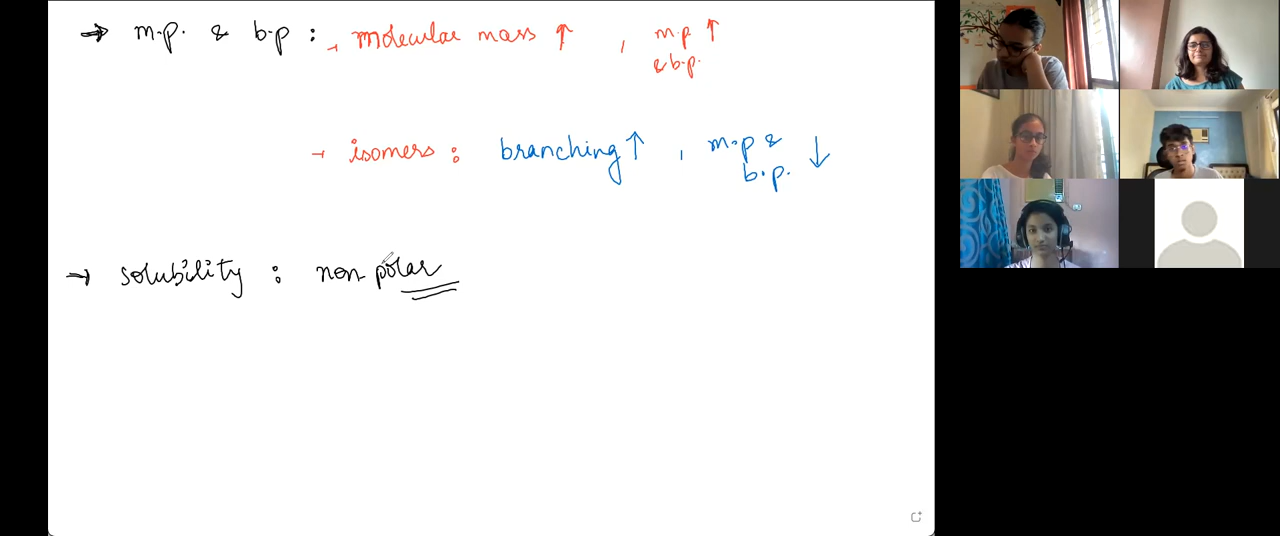 → m.p. & b.p : → molecular mass ↑ , m.p ↑
& b.p.
→ isomers : branching ↑ , m.p & ↓
b.p.
→ solubility : non-polar